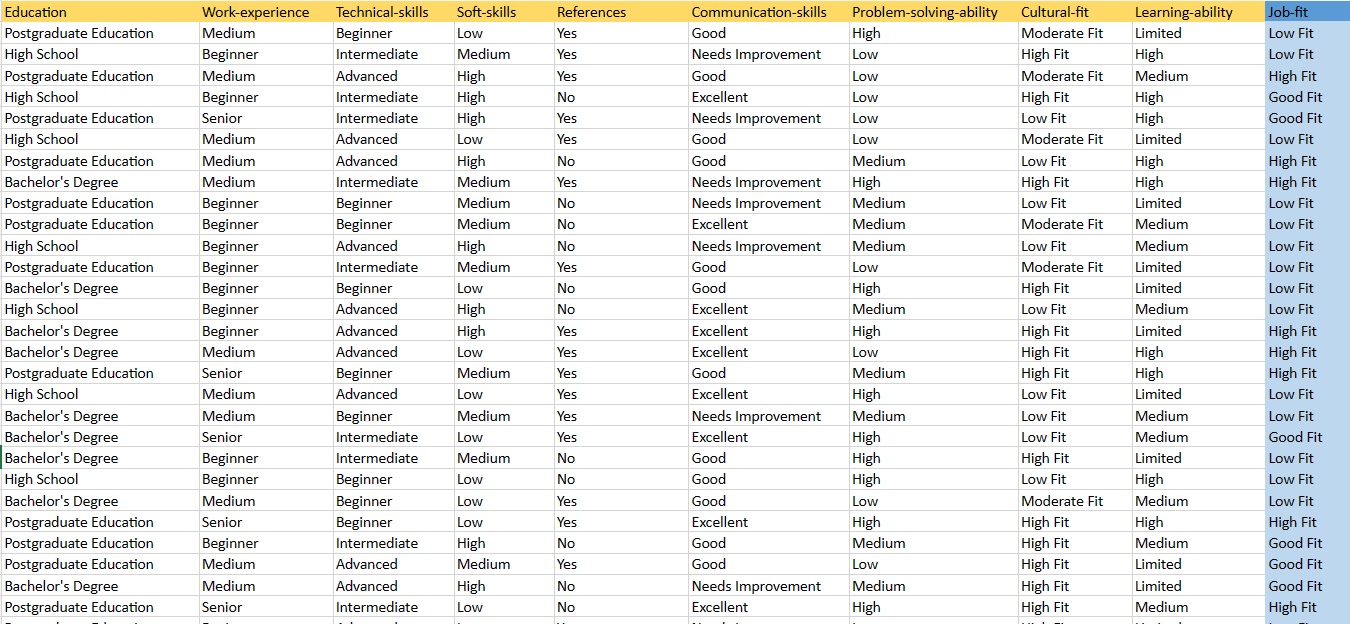 Education Work-experience Technical-skills Soft-skills References Communication-skills Problem-solving-ability Cultural-fit Learning-ability Job-fit
Postgraduate Education Medium Beginner Low Yes Good High Moderate Fit Limited Low Fit
High School Beginner Intermediate Medium Yes Needs Improvement Low High Fit High Low Fit
Postgraduate Education Medium Advanced High Yes Good Low Moderate Fit Medium High Fit
High School Beginner Intermediate High No Excellent Low High Fit High Good Fit
Postgraduate Education Senior Intermediate High Yes Needs Improvement Low Low Fit High Good Fit
High School Medium Advanced Low Yes Good Low Moderate Fit Limited Low Fit
Postgraduate Education Medium Advanced High No Good Medium Low Fit High High Fit
Bachelor's Degree Medium Intermediate Medium Yes Needs Improvement High High Fit High High Fit
Postgraduate Education Beginner Beginner Medium No Needs Improvement Medium Low Fit Limited Low Fit
Postgraduate Education Beginner Beginner Medium No Excellent Medium Moderate Fit Medium Low Fit
High School Beginner Advanced High No Needs Improvement Medium Low Fit Medium Low Fit
Postgraduate Education Beginner Intermediate Medium Yes Good Low Moderate Fit Limited Low Fit
Bachelor's Degree Beginner Beginner Low No Good High High Fit Limited Low Fit
High School Beginner Advanced High No Excellent Medium Low Fit Medium Low Fit
Bachelor's Degree Beginner Advanced High Yes Excellent High High Fit Limited High Fit
Bachelor's Degree Medium Advanced Low Yes Excellent Low High Fit High High Fit
Postgraduate Education Senior Beginner Medium Yes Good Medium High Fit High High Fit
High School Medium Advanced Low Yes Excellent High Low Fit Limited Low Fit
Bachelor's Degree Medium Beginner Medium Yes Needs Improvement Medium Low Fit Medium Low Fit
Bachelor's Degree Senior Intermediate Low Yes Excellent High Low Fit Medium Good Fit
Bachelor's Degree Beginner Intermediate Medium No Good High High Fit Limited Low Fit
High School Beginner Beginner Low No Good High Low Fit High Low Fit
Bachelor's Degree Medium Beginner Low Yes Good Low Moderate Fit Medium Low Fit
Postgraduate Education Senior Beginner Low Yes Excellent High High Fit High High Fit
Postgraduate Education Beginner Intermediate High No Good Medium High Fit Medium Good Fit
Postgraduate Education Medium Advanced Medium Yes Good Low High Fit Limited Good Fit
Bachelor's Degree Medium Advanced High No Needs Improvement Medium High Fit Limited Good Fit
Postgraduate Education Senior Intermediate Low No Excellent High High Fit Medium High Fit